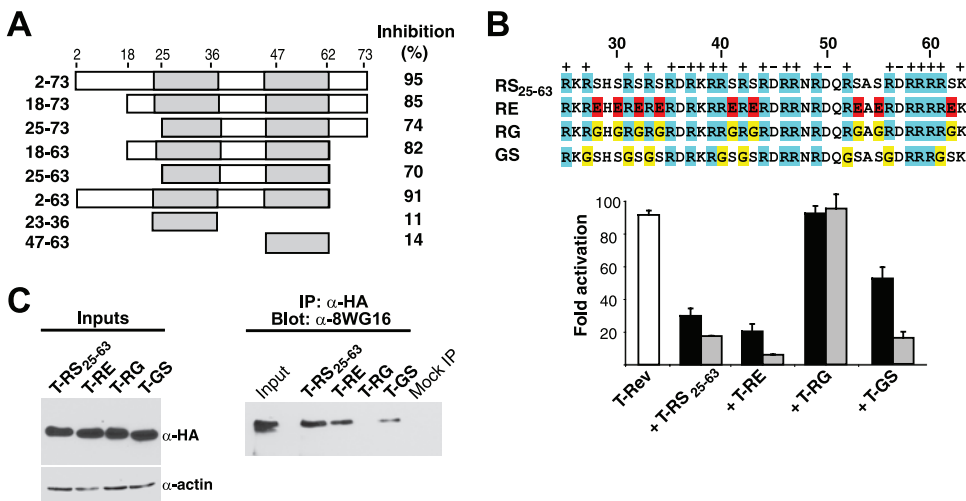 A
Inhibition
(%)
2 18 25 36 47 62 73
2-73 95
18-73 85
25-73 74
18-63 82
25-63 70
2-63 91
23-36 11
47-63 14
B
30 40 50 60
RS25-63 RKRSHSRSRSRDRKRRSRSRDRRNRDQRSASRDRRRRSK
RE RKREHERERERDRKRRERERDRRNRDQREAERDRRRREK
RG RKRGHGRGRGRDRKRRGRGRDRRNRDQRGAGRDRRRRGK
GS RKGSHSGSGSRDRKRGSGSRDRRNRDQGSASGDRRRGSK
Fold activation
100
80
60
40
20
T-Rev
+ T-RS 25-63
+ T-RE
+ T-RG
+ T-GS
C
Inputs
T-RS25-63
T-RE
T-RG
T-GS
α-HA
α-actin
IP: α-HA
Blot: α-8WG16
Input
T-RS25-63
T-RE
T-RG
T-GS
Mock IP